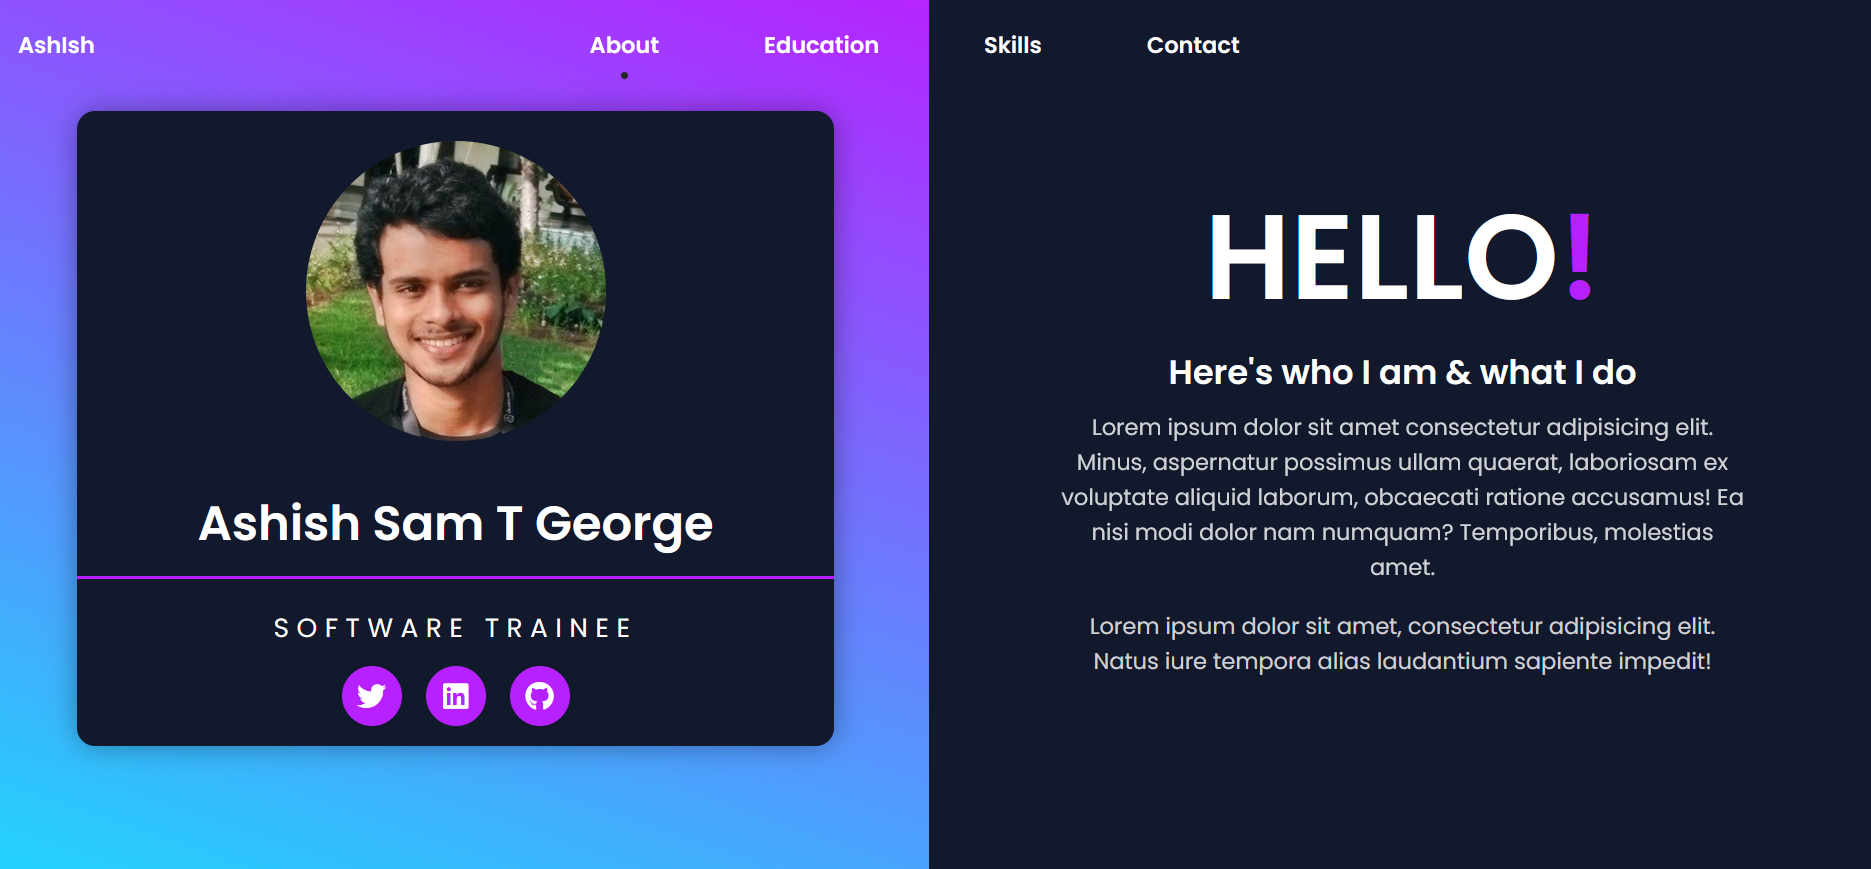 AshIsh
About
Education
Skills
Contact
Ashish Sam T George
SOFTWARE TRAINEE
in
HELLO!
Here's who I am & what I do
Lorem ipsum dolor sit amet consectetur adipisicing elit.
Minus, aspernatur possimus ullam quaerat, laboriosam ex
voluptate aliquid laborum, obcaecati ratione accusamus! Ea
nisi modi dolor nam numquam? Temporibus, molestias
amet.
Lorem ipsum dolor sit amet, consectetur adipisicing elit.
Natus iure tempora alias laudantium sapiente impedit!